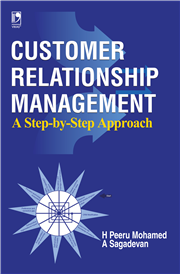 CUSTOMER
RELATIONSHIP
MANAGEMENT
A Step-by-Step Approach
H Peeru Mohamed
A Sagadevan